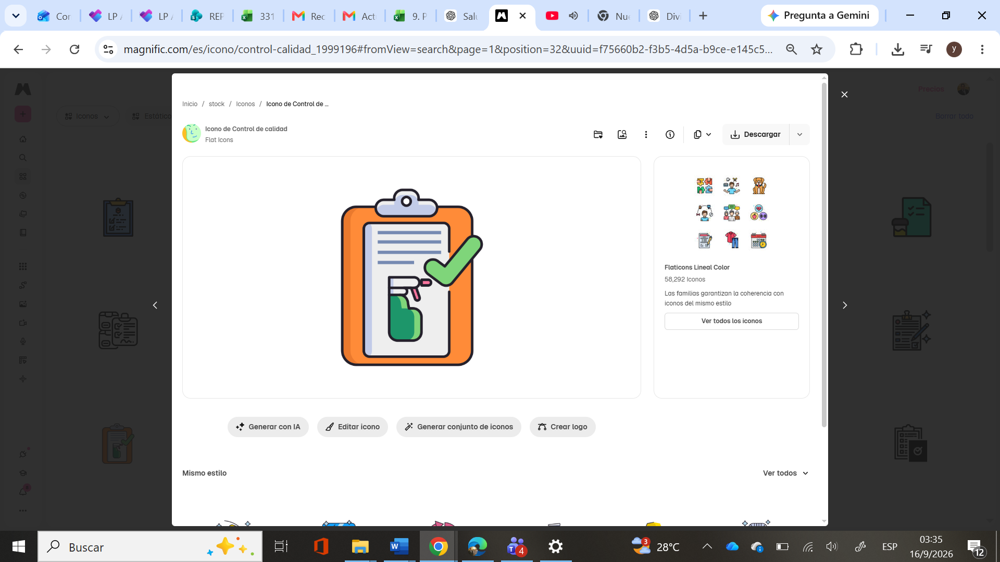 Cor
LP
LP
REF
331
Rec
Act
9. P
Salu
Nue
Divi
Pregunta a Gemini
magnific.com/es/icono/control-calidad_1999196#fromView=search&page=1&position=32&uuid=f75660b2-f3b5-4d5a-b9ce-e145c5...
y
Precios
Iconos
Estático
Borrar todo
Inicio / stock / Iconos / Icono de Control de ...
Icono de Control de calidad
Flat Icons
Descargar
Flaticons Lineal Color
58,292 Iconos
Las familias garantizan la coherencia con
iconos del mismo estilo
Ver todos los iconos
Generar con IA
Editar icono
Generar conjunto de iconos
Crear logo
Mismo estilo
Ver todos
Buscar
4
3
28°C
ESP
03:35
16/9/2026
12